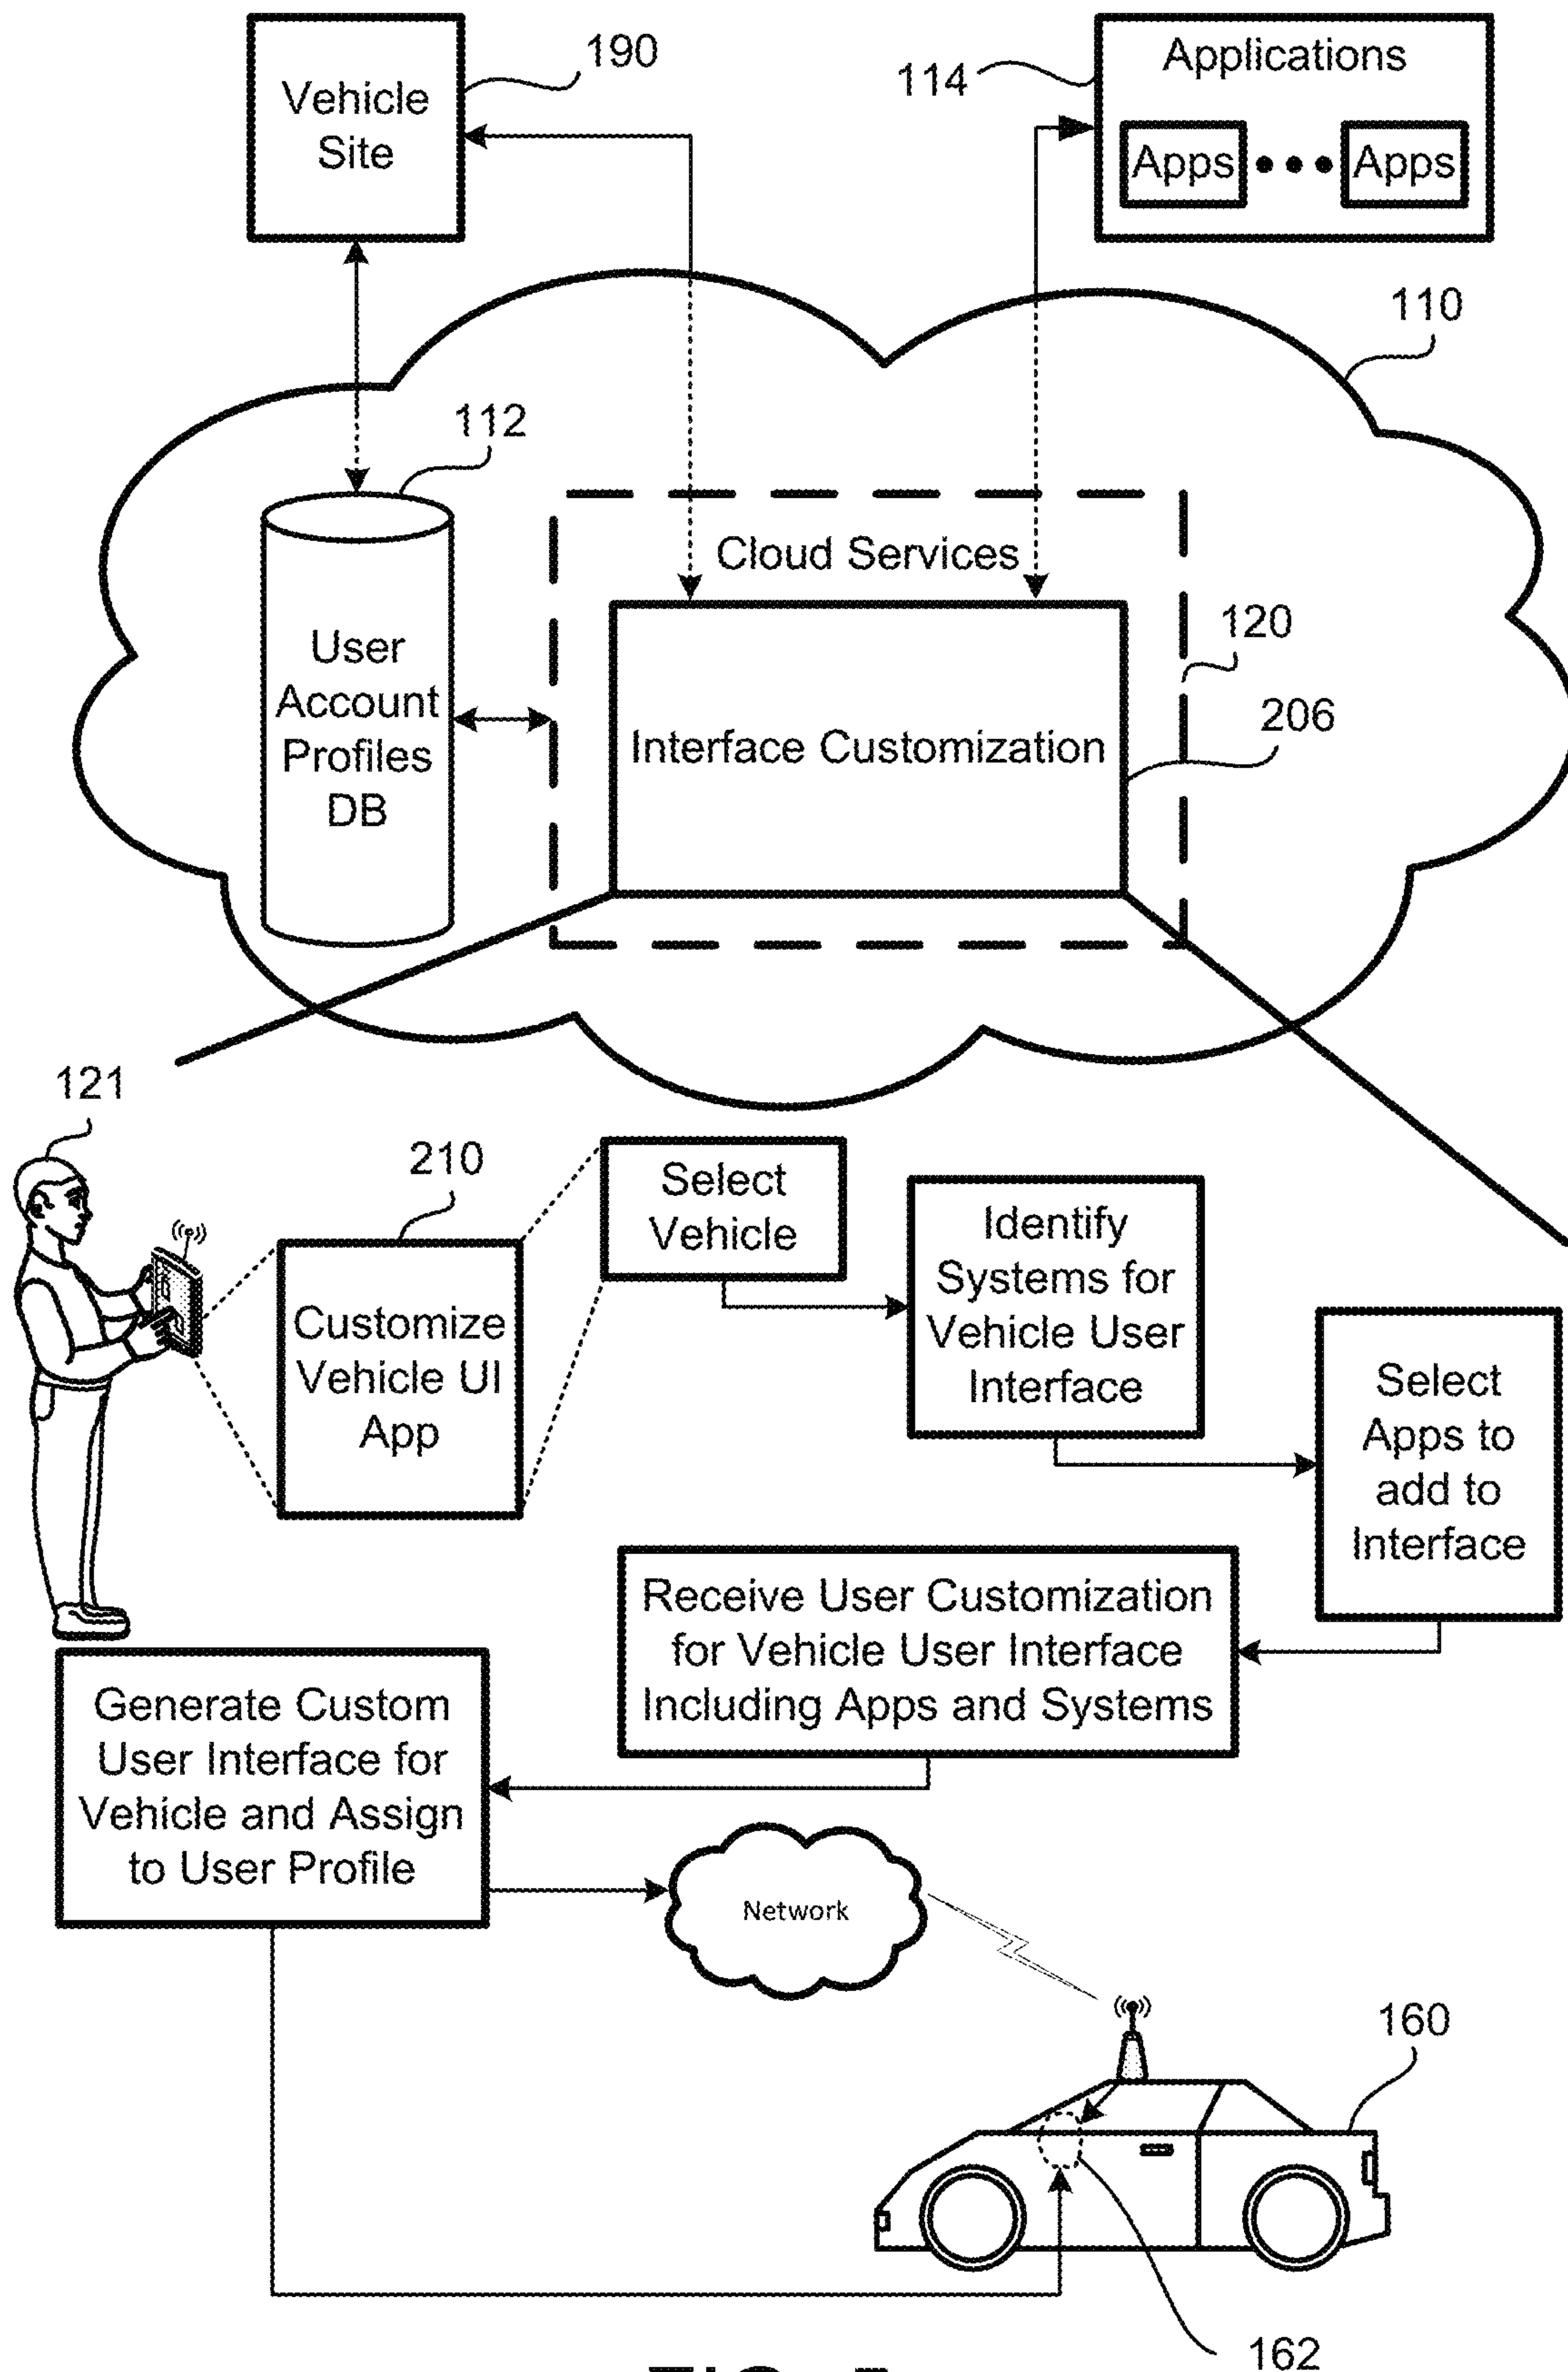 190
Vehicle
Site
114
Applications
Apps
Apps
110
112
Cloud Services
User
Account
Profiles
DB
120
206
Interface Customization
121
210
Select
Vehicle
Identify
Systems for
Vehicle User
Interface
Customize
Vehicle UI
App
Select
Apps to
add to
Interface
Receive User Customization
for Vehicle User Interface
Including Apps and Systems
Generate Custom
User Interface for
Vehicle and Assign
to User Profile
Network
160
162